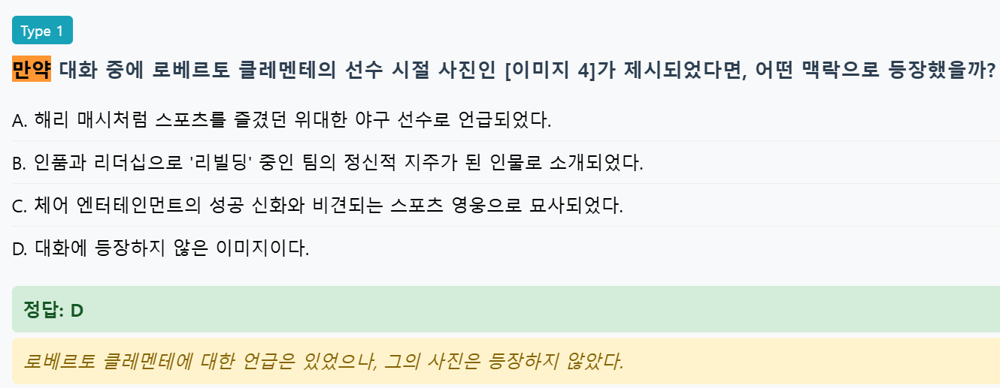 Type 1
만약 대화 중에 로베르토 클레멘테의 선수 시절 사진인 [이미지 4]가 제시되었다면, 어떤 맥락으로 등장했을까?
A. 해리 매시처럼 스포츠를 즐겼던 위대한 야구 선수로 언급되었다.
B. 인품과 리더십으로 '리빌딩' 중인 팀의 정신적 지주가 된 인물로 소개되었다.
C. 체어 엔터테인먼트의 성공 신화와 비견되는 스포츠 영웅으로 묘사되었다.
D. 대화에 등장하지 않은 이미지이다.
정답: D
로베르토 클레멘테에 대한 언급은 있었으나, 그의 사진은 등장하지 않았다.